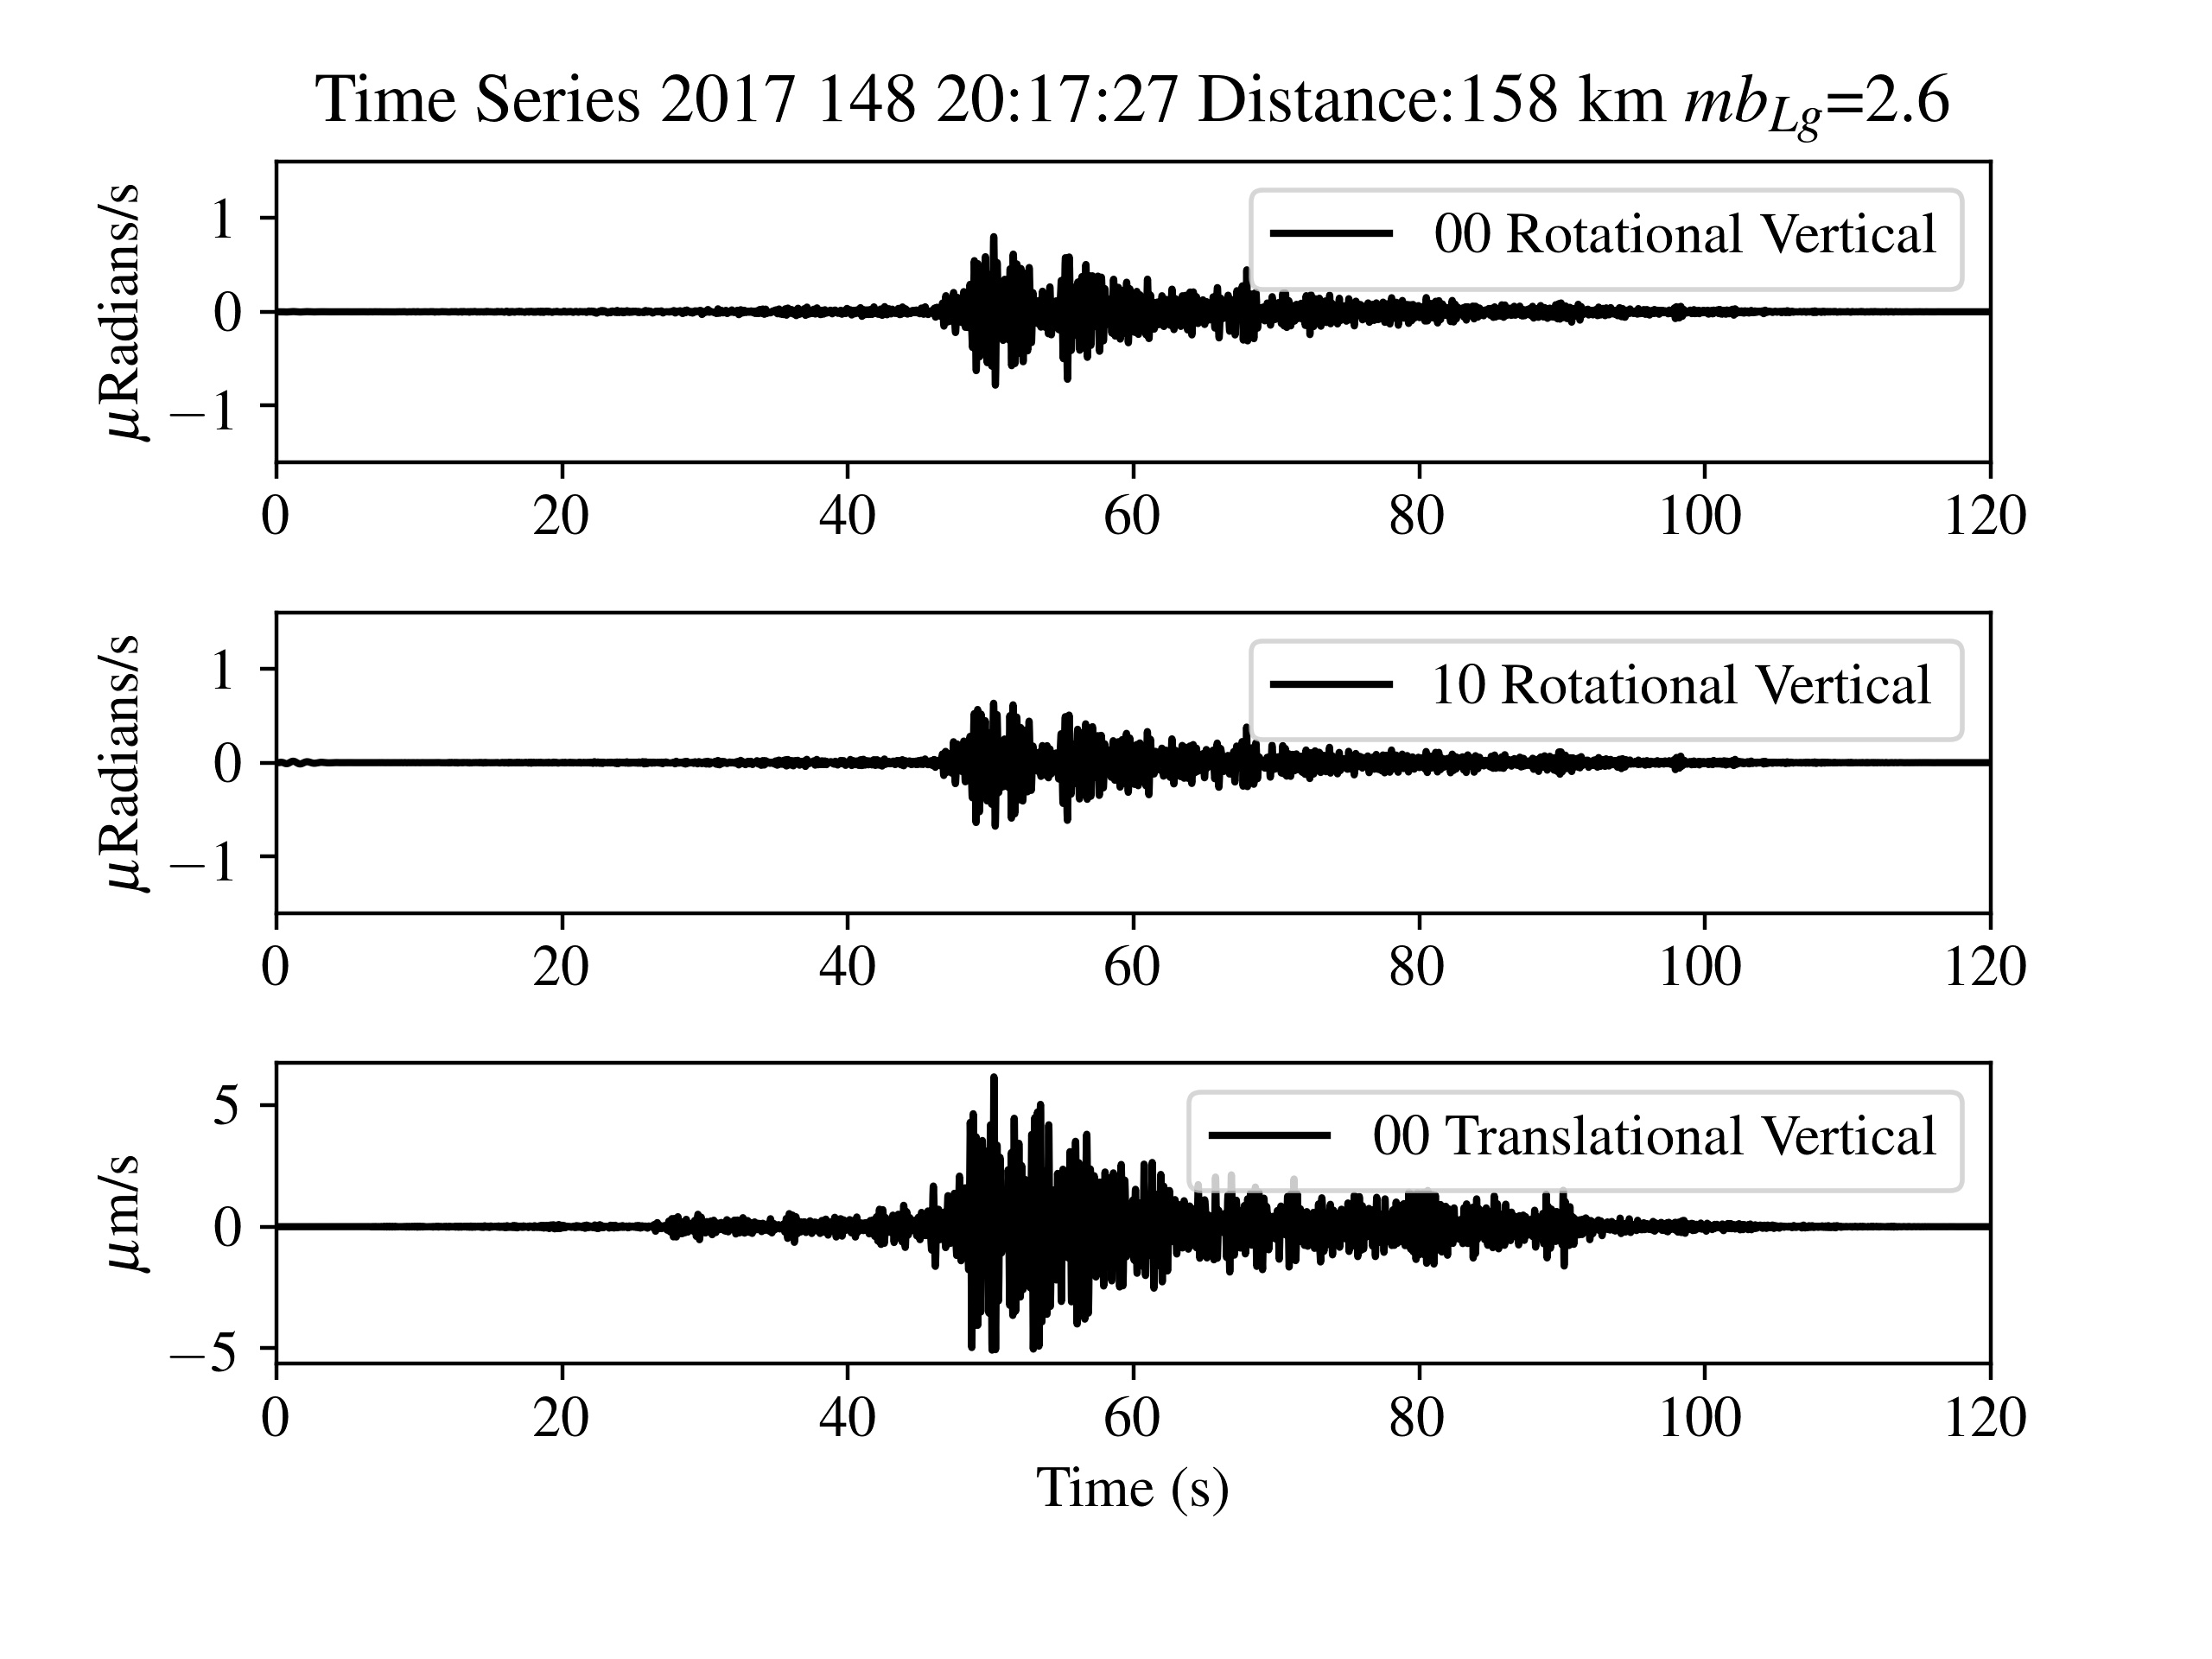 Time Series 2017 148 20:17:27 Distance:158 km mb_Lg=2.6
µRadians/s
1
0
−1
00 Rotational Vertical
0 20 40 60 80 100 120
µRadians/s
1
0
−1
10 Rotational Vertical
0 20 40 60 80 100 120
µm/s
5
0
−5
00 Translational Vertical
0 20 40 60 80 100 120
Time (s)